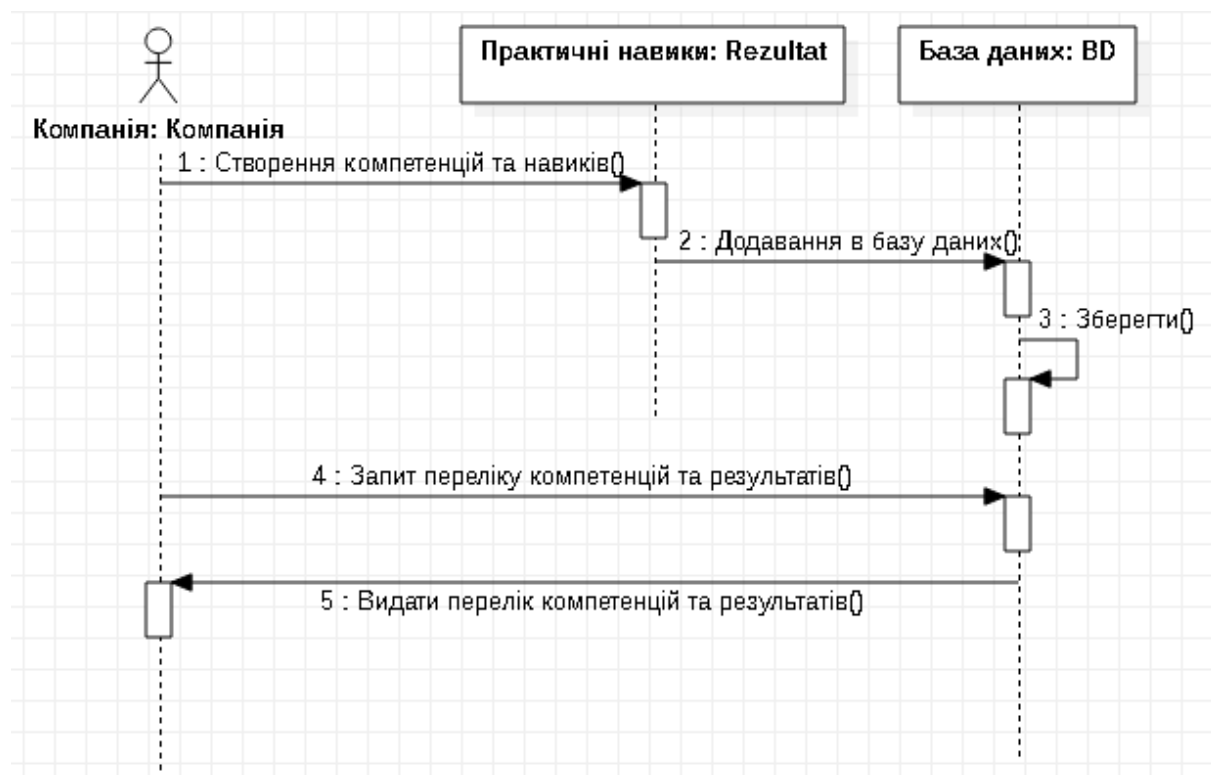 Практичні навики: Rezultat
База даних: BD
Компанія: Компанія
1 : Створення компетенцій та навиків()
2 : Додавання в базу даних()
3 : Зберегти()
4 : Запит переліку компетенцій та результатів()
5 : Видати перелік компетенцій та результатів()